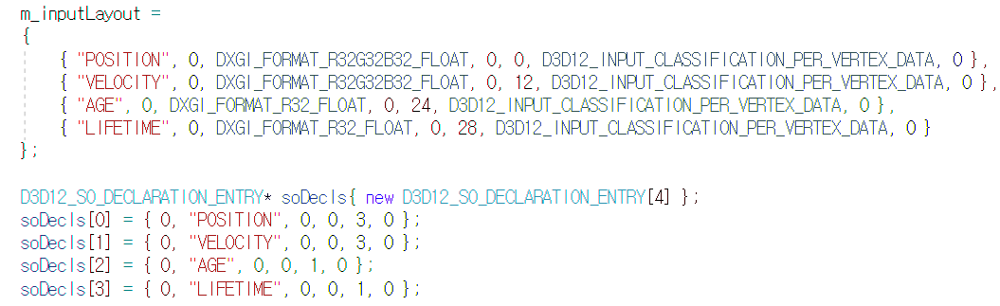 m_inputLayout =
{
{ "POSITION", 0, DXGI_FORMAT_R32G32B32_FLOAT, 0, 0, D3D12_INPUT_CLASSIFICATION_PER_VERTEX_DATA, 0 },
{ "VELOCITY", 0, DXGI_FORMAT_R32G32B32_FLOAT, 0, 12, D3D12_INPUT_CLASSIFICATION_PER_VERTEX_DATA, 0 },
{ "AGE", 0, DXGI_FORMAT_R32_FLOAT, 0, 24, D3D12_INPUT_CLASSIFICATION_PER_VERTEX_DATA, 0 },
{ "LIFETIME", 0, DXGI_FORMAT_R32_FLOAT, 0, 28, D3D12_INPUT_CLASSIFICATION_PER_VERTEX_DATA, 0 }
};
D3D12_SO_DECLARATION_ENTRY* soDecls{ new D3D12_SO_DECLARATION_ENTRY[4] };
soDecls[0] = { 0, "POSITION", 0, 0, 3, 0 };
soDecls[1] = { 0, "VELOCITY", 0, 0, 3, 0 };
soDecls[2] = { 0, "AGE", 0, 0, 1, 0 };
soDecls[3] = { 0, "LIFETIME", 0, 0, 1, 0 };